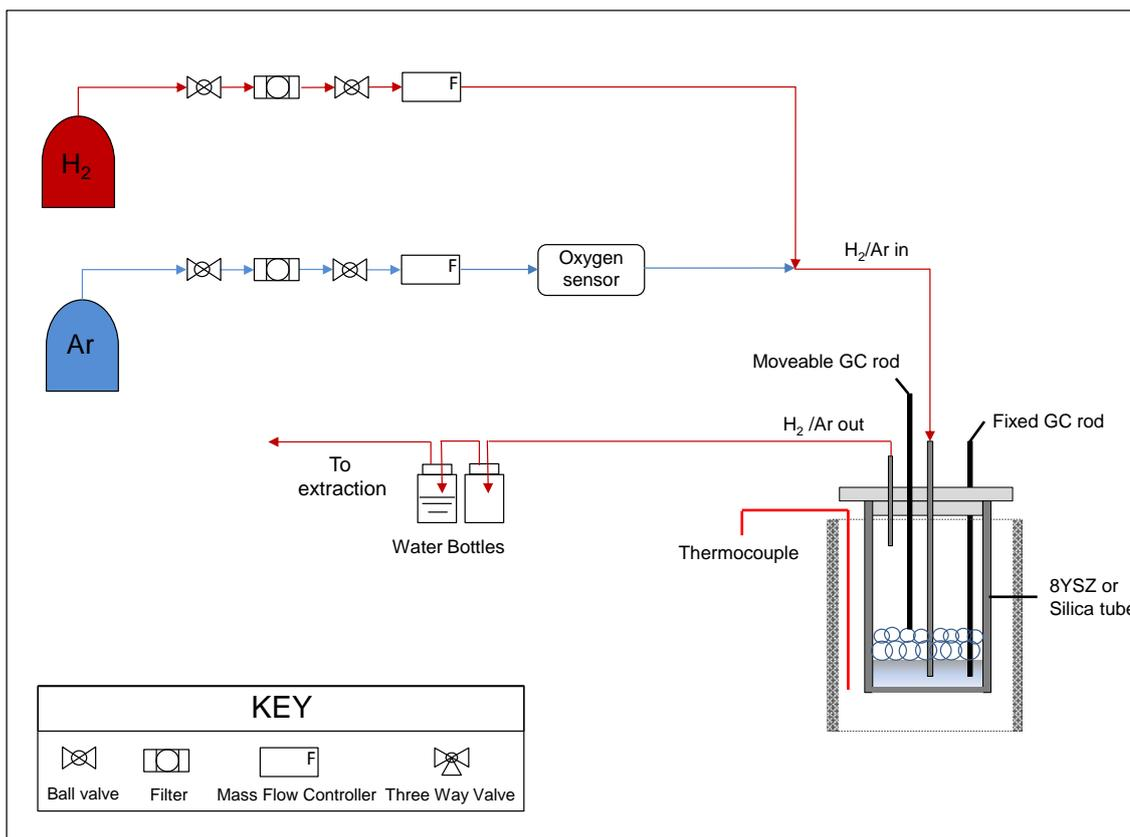 H₂
F
Ar
F
Oxygen
sensor
H₂/Ar in
Moveable GC rod
Fixed GC rod
H₂ /Ar out
To
extraction
Water Bottles
Thermocouple
8YSZ or
Silica tube
KEY
F
Ball valve
Filter
Mass Flow Controller
Three Way Valve